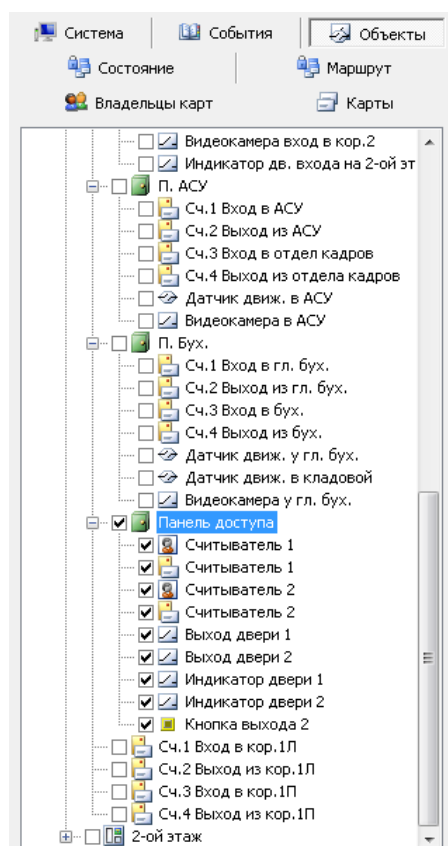 Система События Объекты
Состояние Маршрут
Владельцы карт Карты
Видеокамера вход в кор.2
Индикатор дв. входа на 2-ой эт
П. АСУ
Сч.1 Вход в АСУ
Сч.2 Выход из АСУ
Сч.3 Вход в отдел кадров
Сч.4 Выход из отдела кадров
Датчик движ. в АСУ
Видеокамера в АСУ
П. Бух.
Сч.1 Вход в гл. бух.
Сч.2 Выход из гл. бух.
Сч.3 Вход в бух.
Сч.4 Выход из бух.
Датчик движ. у гл. бух.
Датчик движ. в кладовой
Видеокамера у гл. бух.
Панель доступа
Считыватель 1
Считыватель 1
Считыватель 2
Считыватель 2
Выход двери 1
Выход двери 2
Индикатор двери 1
Индикатор двери 2
Кнопка выхода 2
Сч.1 Вход в кор.1Л
Сч.2 Выход из кор.1Л
Сч.3 Вход в кор.1П
Сч.4 Выход из кор.1П
2-ой этаж